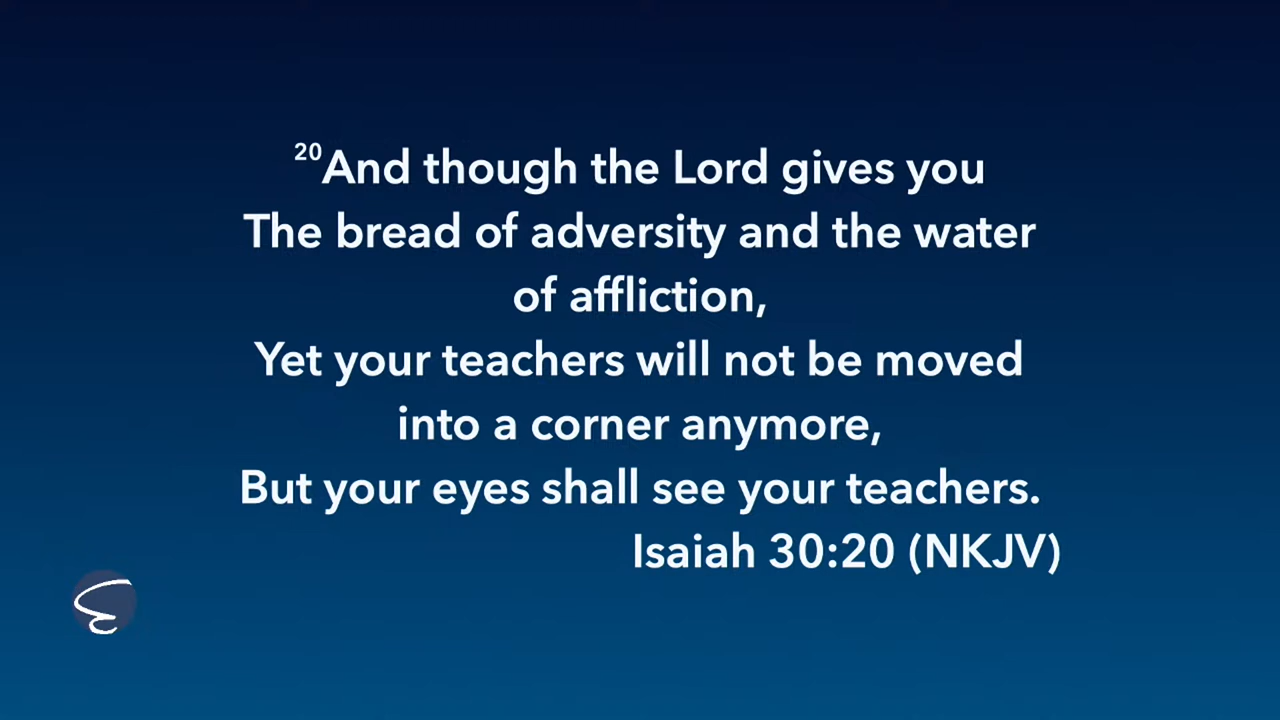 20And though the Lord gives you
The bread of adversity and the water
of affliction,
Yet your teachers will not be moved
into a corner anymore,
But your eyes shall see your teachers.
Isaiah 30:20 (NKJV)